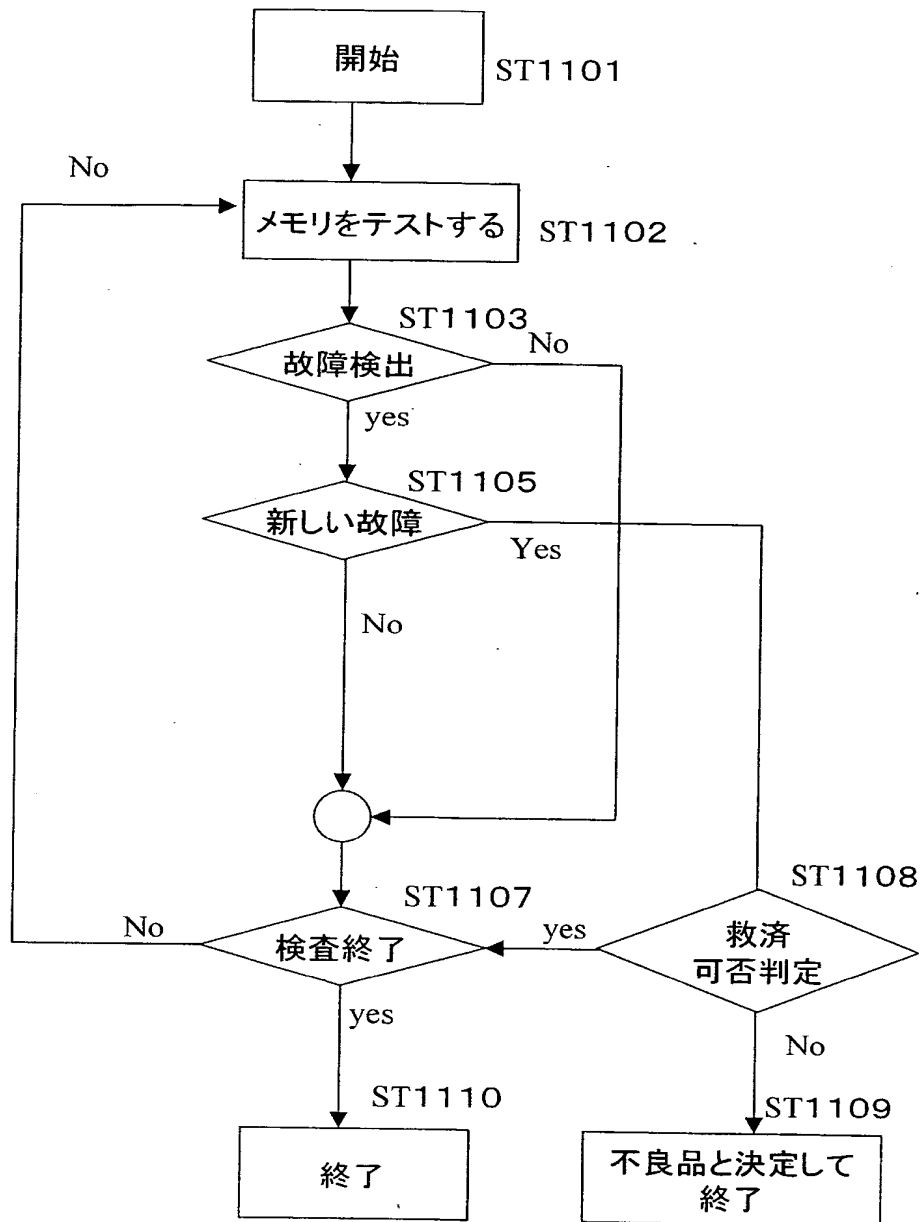 開始
ST1101
No
メモリをテストする
ST1102
ST1103
故障検出
No
yes
ST1105
新しい故障
Yes
No
ST1108
ST1107
No
検査終了
yes
救済
可否判定
yes
No
ST1110
ST1109
終了
不良品と決定して
終了